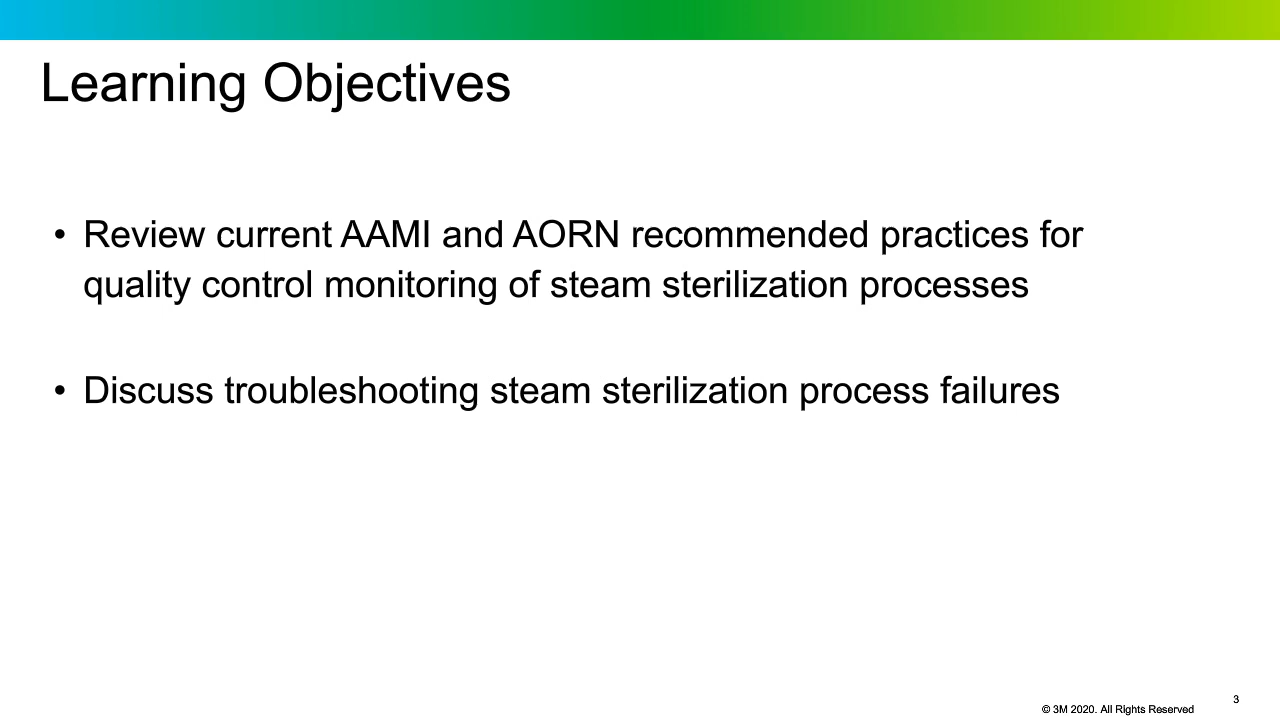 Learning Objectives
• Review current AAMI and AORN recommended practices for
quality control monitoring of steam sterilization processes
• Discuss troubleshooting steam sterilization process failures
© 3M 2020. All Rights Reserved
3